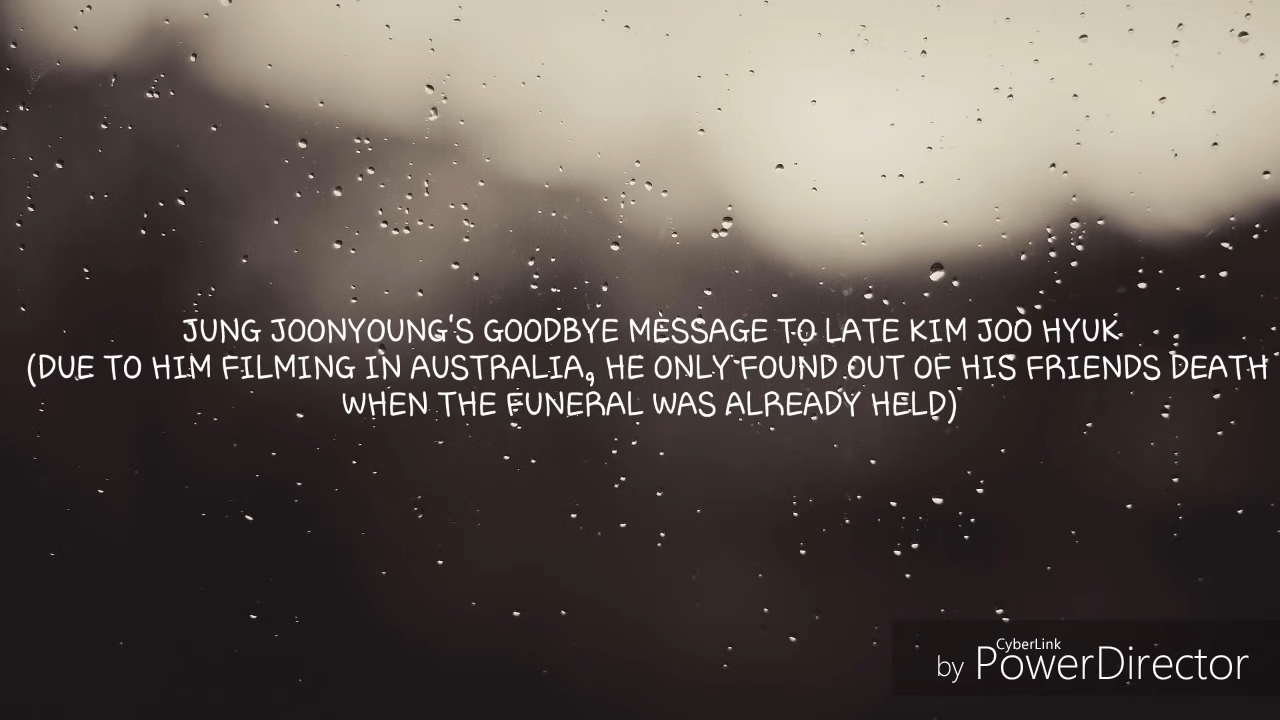 JUNG JOONYOUNG'S GOODBYE MESSAGE TO LATE KIM JOO HYUK
(DUE TO HIM FILMING IN AUSTRALIA, HE ONLY FOUND OUT OF HIS FRIENDS DEATH
WHEN THE FUNERAL WAS ALREADY HELD)
CyberLink
by PowerDirector